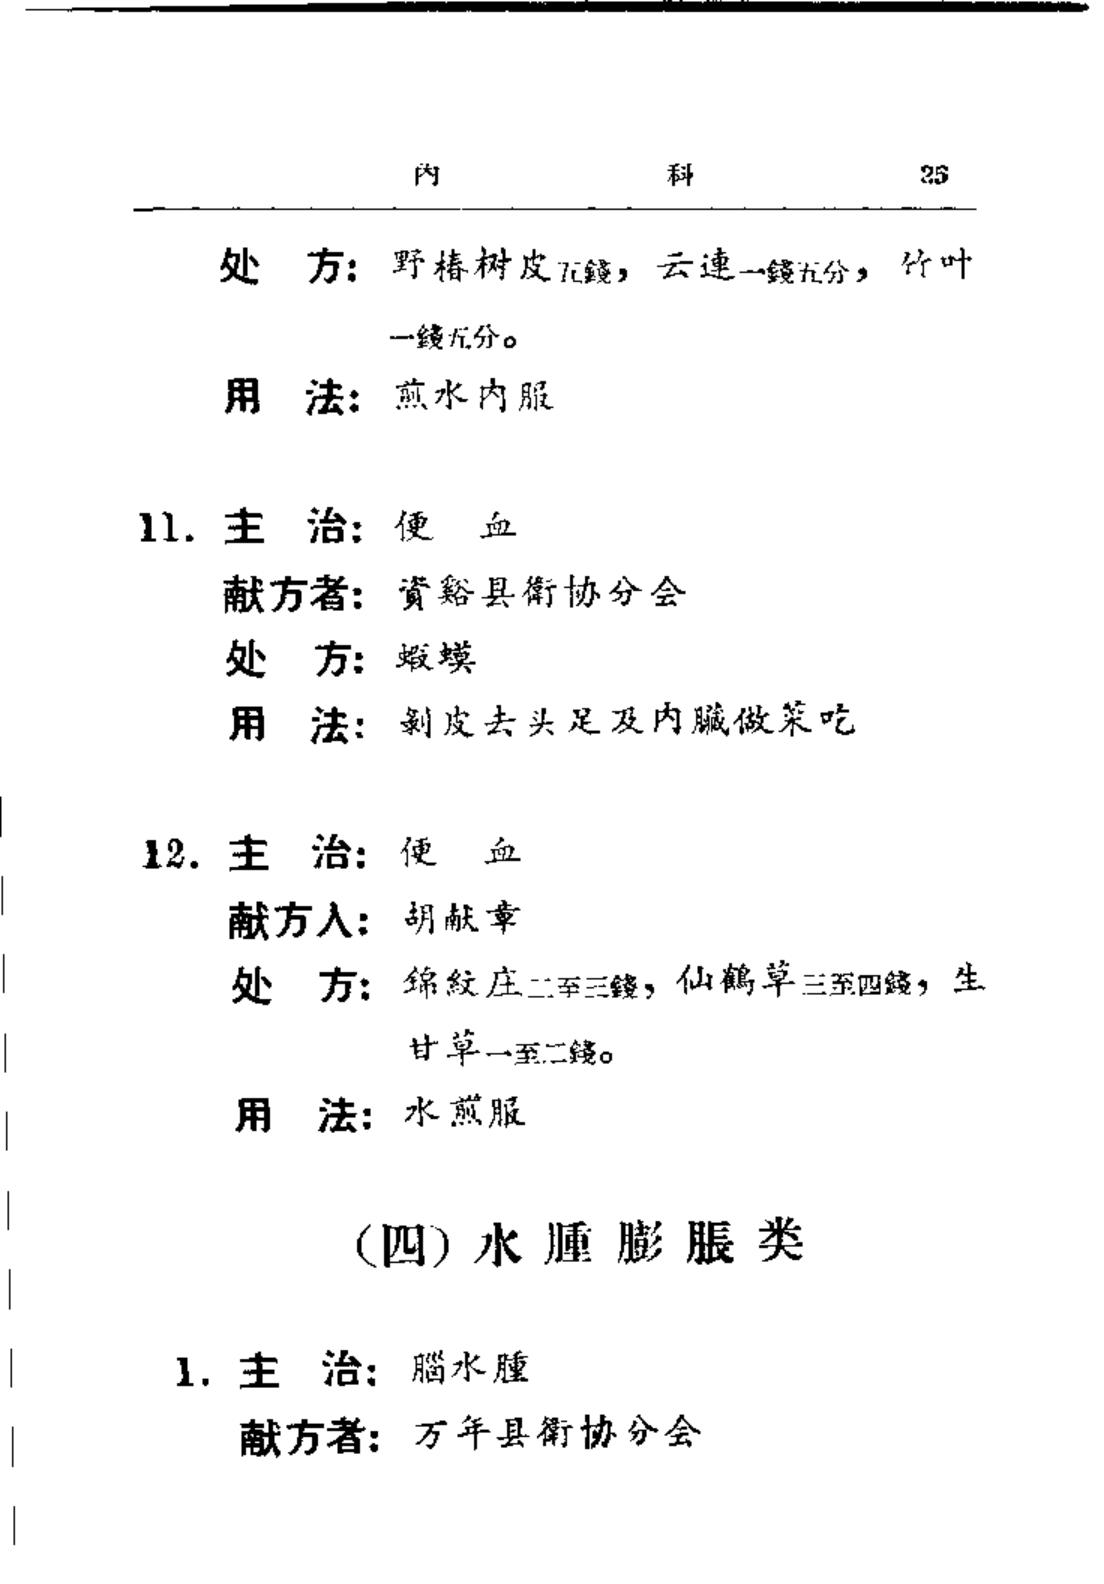 内科 25
处方：野椿树皮五錢，云連一錢五分，竹叶
一錢五分。
用法：煎水内服
11. 主治：便血
献方者：資谿县衛协分会
处方：蝦蟆
用法：剝皮去头足及内臟做菜吃
12. 主治：便血
献方人：胡献章
处方：錦紋庄二至三錢，仙鶴草三至四錢，生
甘草一至二錢。
用法：水煎服
（四）水腫膨脹类
1. 主治：腦水腫
献方者：万年县衛协分会